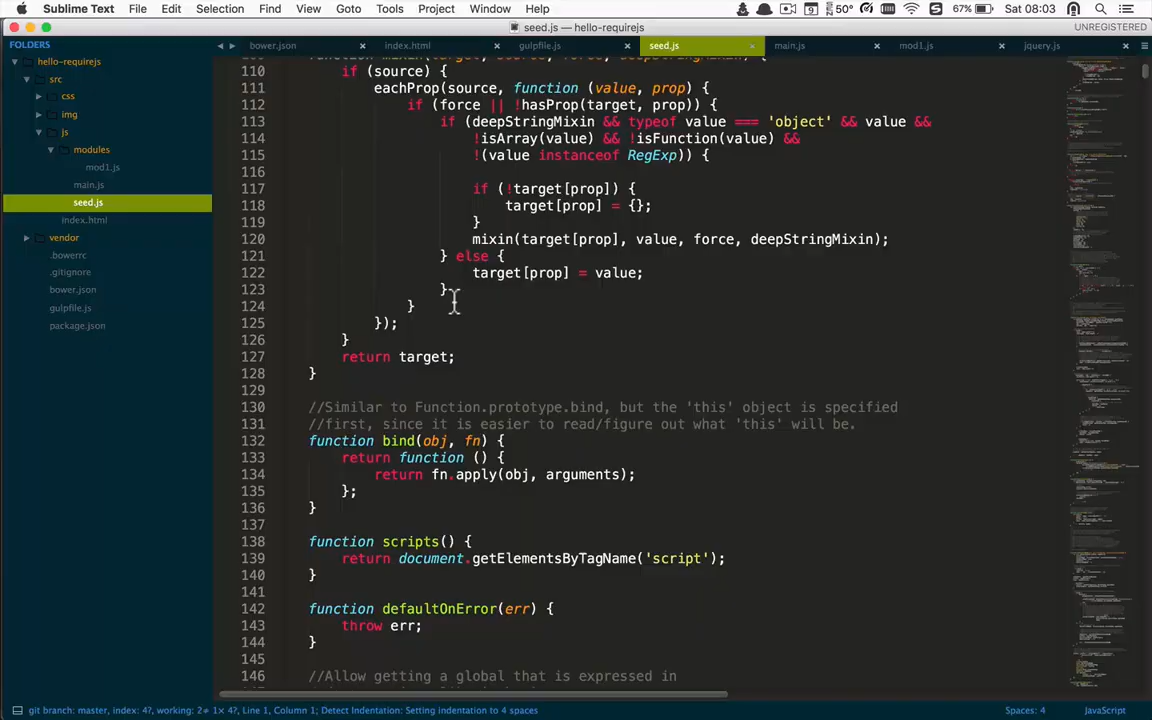 Sublime Text File Edit Selection Find View Goto Tools Project Window Help 9 50° 67% Sat 08:03
seed.js — hello-requirejs UNREGISTERED
FOLDERS
hello-requirejs
src
css
img
js
modules
mod1.js
main.js
seed.js
index.html
vendor
.bowerrc
.gitignore
bower.json
gulpfile.js
package.json
bower.json × index.html × gulpfile.js × seed.js × main.js × mod1.js × jquery.js ×
110 if (source) {
111 eachProp(source, function (value, prop) {
112 if (force || !hasProp(target, prop)) {
113 if (deepStringMixin && typeof value === 'object' && value &&
114 !isArray(value) && !isFunction(value) &&
115 !(value instanceof RegExp)) {
116
117 if (!target[prop]) {
118 target[prop] = {};
119 }
120 mixin(target[prop], value, force, deepStringMixin);
121 } else {
122 target[prop] = value;
123 }
124 }
125 });
126 }
127 return target;
128 }
129
130 //Similar to Function.prototype.bind, but the 'this' object is specified
131 //first, since it is easier to read/figure out what 'this' will be.
132 function bind(obj, fn) {
133 return function () {
134 return fn.apply(obj, arguments);
135 };
136 }
137
138 function scripts() {
139 return document.getElementsByTagName('script');
140 }
141
142 function defaultOnError(err) {
143 throw err;
144 }
145
146 //Allow getting a global that is expressed in
git branch: master, index: 4?, working: 2≠ 1× 4?, Line 1, Column 1; Detect Indentation: Setting indentation to 4 spaces Spaces: 4 JavaScript